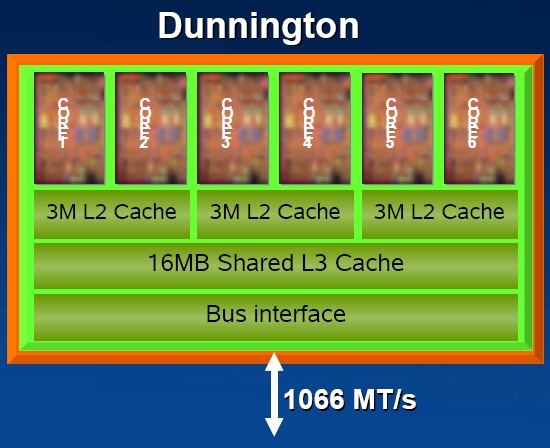 Dunnington
CORE1 CORE2 CORE3 CORE4 CORE5 CORE6
3M L2 Cache 3M L2 Cache 3M L2 Cache
16MB Shared L3 Cache
Bus interface
1066 MT/s